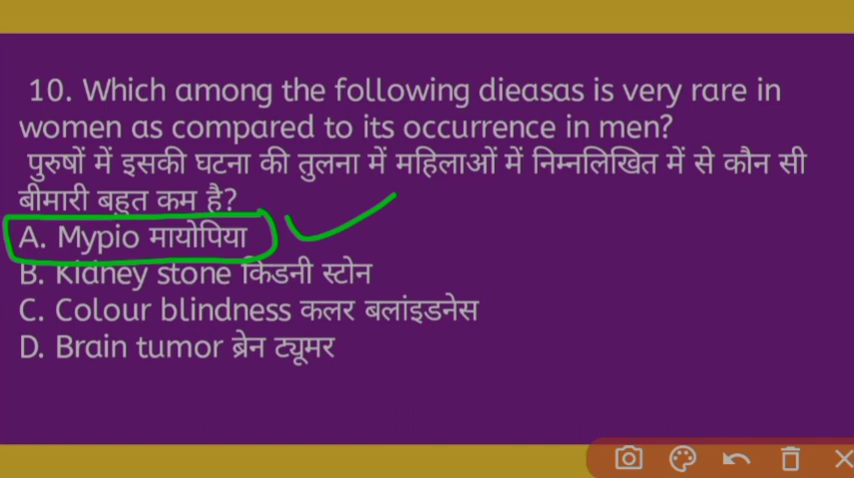 10. Which among the following dieasas is very rare in
women as compared to its occurrence in men?
पुरुषों में इसकी घटना की तुलना में महिलाओं में निम्नलिखित में से कौन सी
बीमारी बहुत कम है?
A. Mypio मायोपिया
B. Kidney stone किडनी स्टोन
C. Colour blindness कलर ब्लांइडनेस
D. Brain tumor ब्रेन ट्यूमर